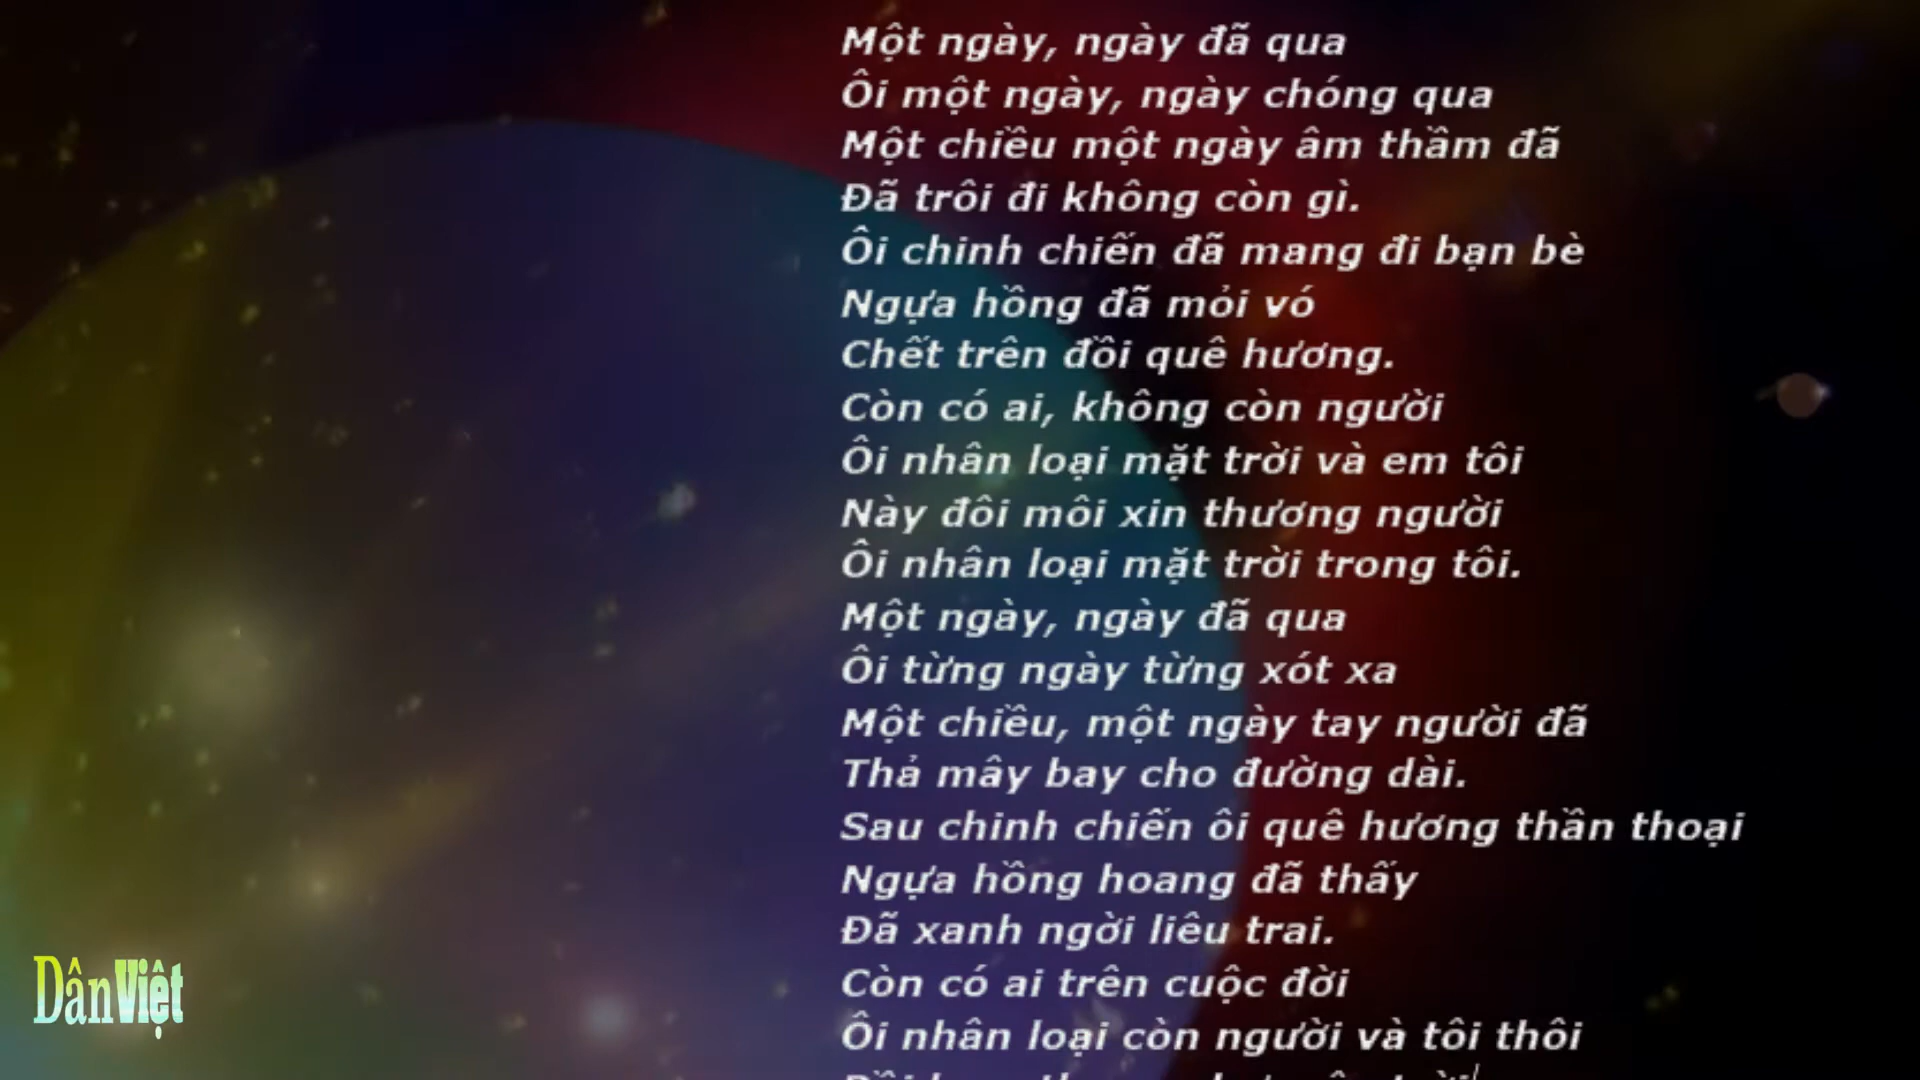 Một ngày, ngày đã qua
Ôi một ngày, ngày chóng qua
Một chiều một ngày âm thầm đã
Đã trôi đi không còn gì.
Ôi chinh chiến đã mang đi bạn bè
Ngựa hồng đã mỏi vó
Chết trên đồi quê hương.
Còn có ai, không còn người
Ôi nhân loại mặt trời và em tôi
Này đôi môi xin thương người
Ôi nhân loại mặt trời trong tôi.
Một ngày, ngày đã qua
Ôi từng ngày từng xót xa
Một chiều, một ngày tay người đã
Thả mây bay cho đường dài.
Sau chinh chiến ôi quê hương thần thoại
Ngựa hồng hoang đã thấy
Đã xanh ngời liêu trai.
Còn có ai trên cuộc đời
Ôi nhân loại còn người và tôi thôi
Dân Việt